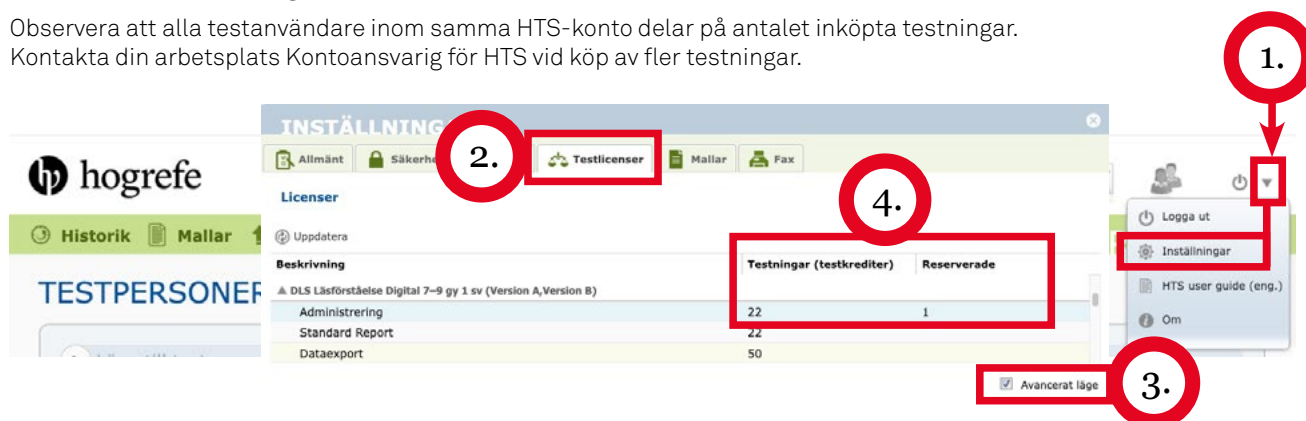 Observera att alla testanvändare inom samma HTS-konto delar på antalet inköpta testningar.
Kontakta din arbetsplats Kontoansvarig för HTS vid köp av fler testningar.
1.
INSTÄLLNING
2.
Allmänt Säkerhe Testlicenser Mallar Fax
hogrefe
Licenser
4.
Logga ut
Historik Mallar
Uppdatera
Inställningar
Beskrivning Testningar (testkrediter) Reserverade
TESTPERSONER
DLS Läsförståelse Digital 7–9 gy 1 sv (Version A,Version B)
HTS user guide (eng.)
Administrering 22 1
Om
Standard Report 22
Dataexport 50
Avancerat läge
3.